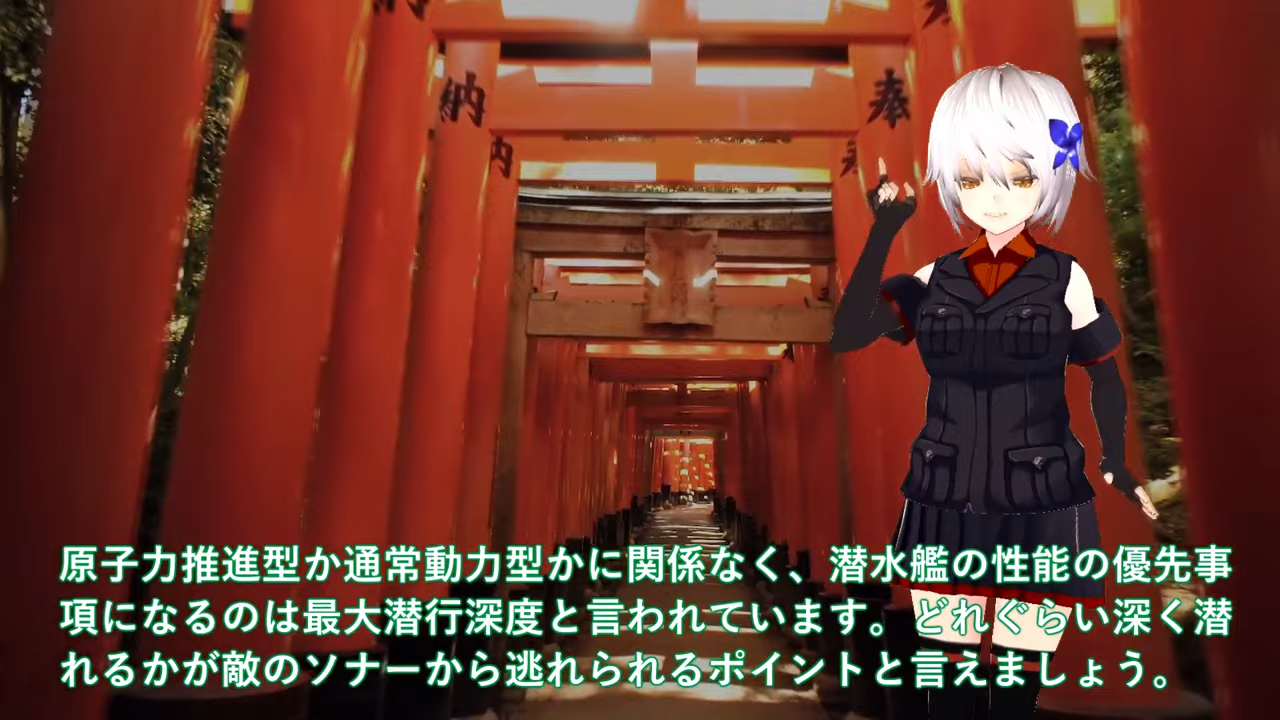 納
奉
内
原子力推進型か通常動力型かに関係なく、潜水艦の性能の優先事
項になるのは最大潜行深度と言われています。どれぐらい深く潜
れるかが敵のソナーから逃れられるポイントと言えましょう。